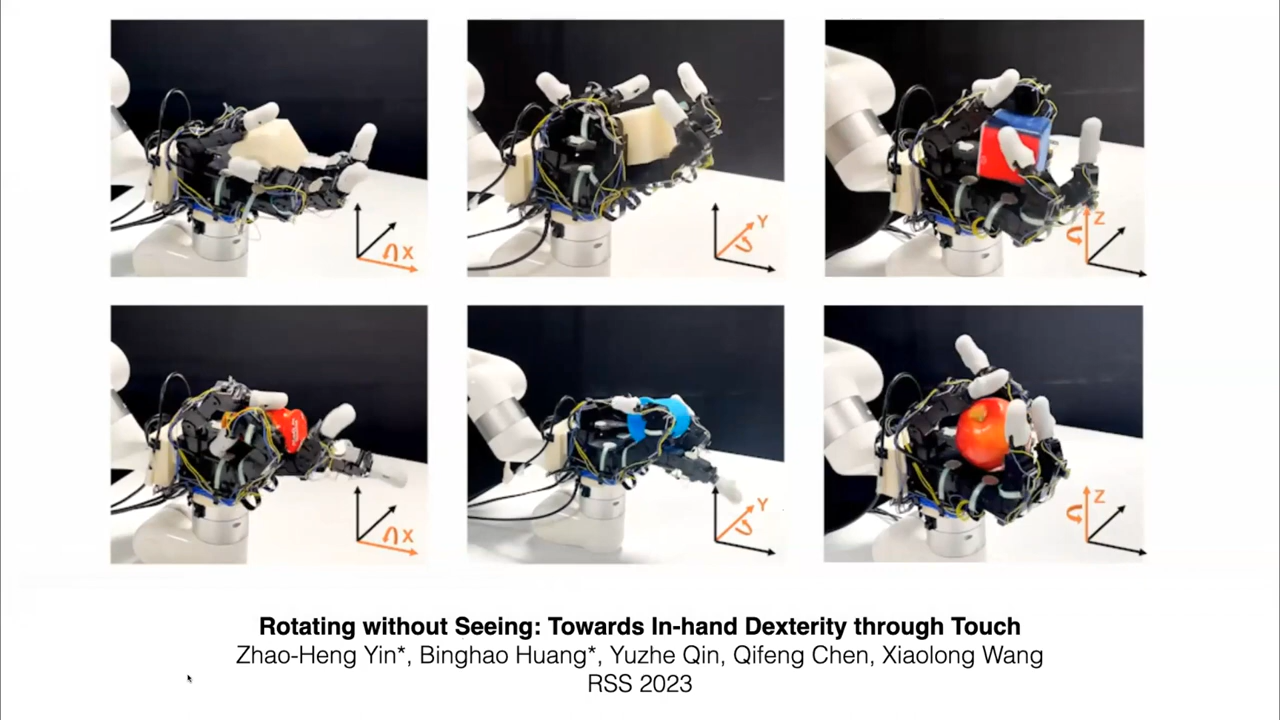 X
Y
Z
X
Y
Z
Rotating without Seeing: Towards In-hand Dexterity through Touch
Zhao-Heng Yin*, Binghao Huang*, Yuzhe Qin, Qifeng Chen, Xiaolong Wang
RSS 2023